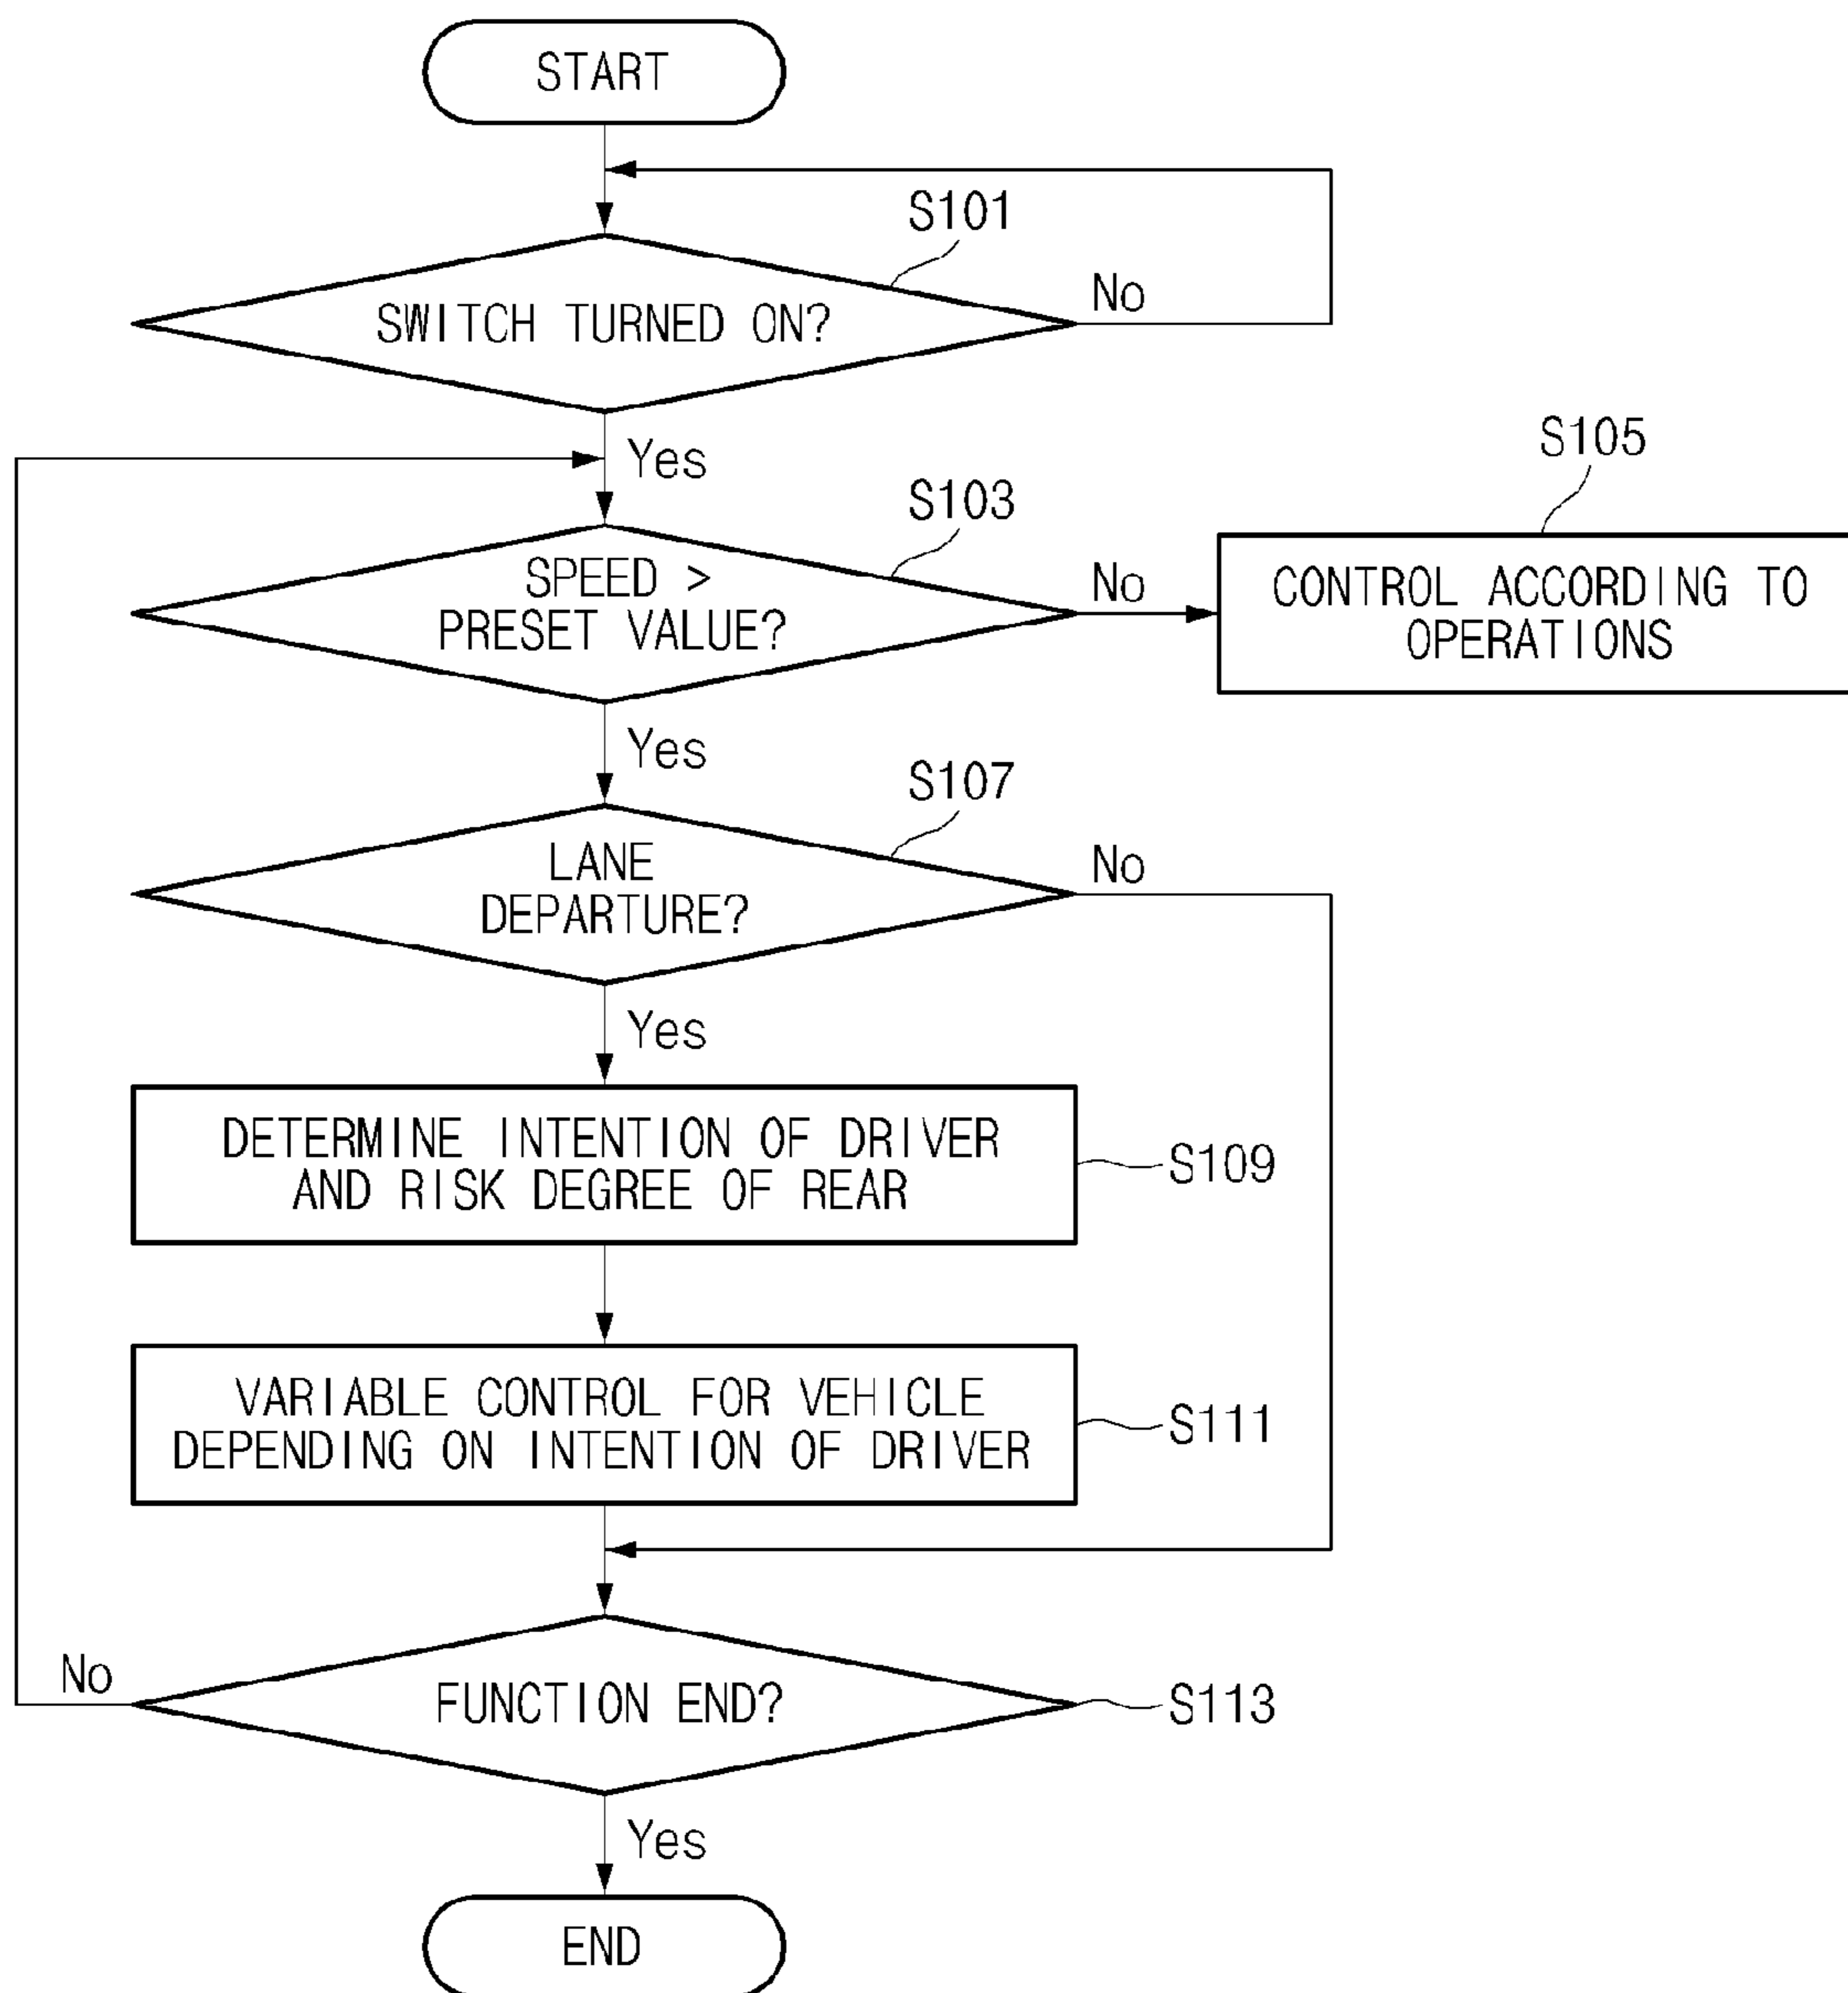 START
S101
SWITCH TURNED ON?
No
Yes
S105
S103
SPEED >
PRESET VALUE?
No
CONTROL ACCORDING TO
OPERATIONS
Yes
S107
LANE
DEPARTURE?
No
Yes
DETERMINE INTENTION OF DRIVER
AND RISK DEGREE OF REAR
S109
VARIABLE CONTROL FOR VEHICLE
DEPENDING ON INTENTION OF DRIVER
S111
No
FUNCTION END?
S113
Yes
END